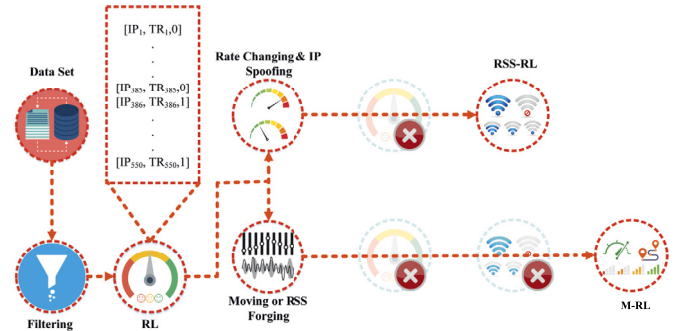 [IP1, TR1,0]
.
.
.
[IP385, TR385,0]
[IP386, TR386,1]
.
.
.
[IP550, TR550,1]
Data Set
Rate Changing & IP
Spoofing
RSS-RL
Filtering
RL
Moving or RSS
Forging
M-RL